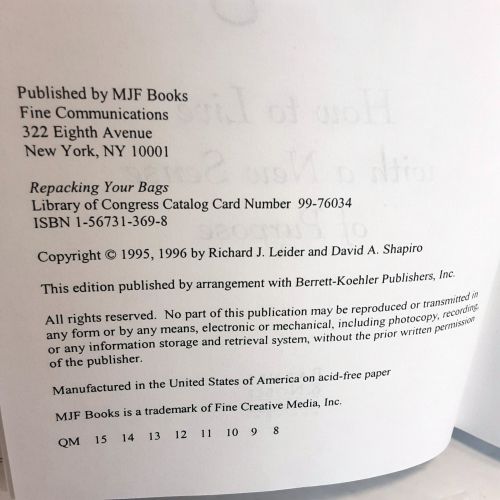 Published by MJF Books
Fine Communications
322 Eighth Avenue
New York, NY 10001
Repacking Your Bags
Library of Congress Catalog Card Number 99-76034
ISBN 1-56731-369-8
Copyright © 1995, 1996 by Richard J. Leider and David A. Shapiro
This edition published by arrangement with Berrett-Koehler Publishers, Inc.
All rights reserved. No part of this publication may be reproduced or transmitted in
any form or by any means, electronic or mechanical, including photocopy, recording,
or any information storage and retrieval system, without the prior written permission
of the publisher.
Manufactured in the United States of America on acid-free paper
MJF Books is a trademark of Fine Creative Media, Inc.
QM 15 14 13 12 11 10 9 8